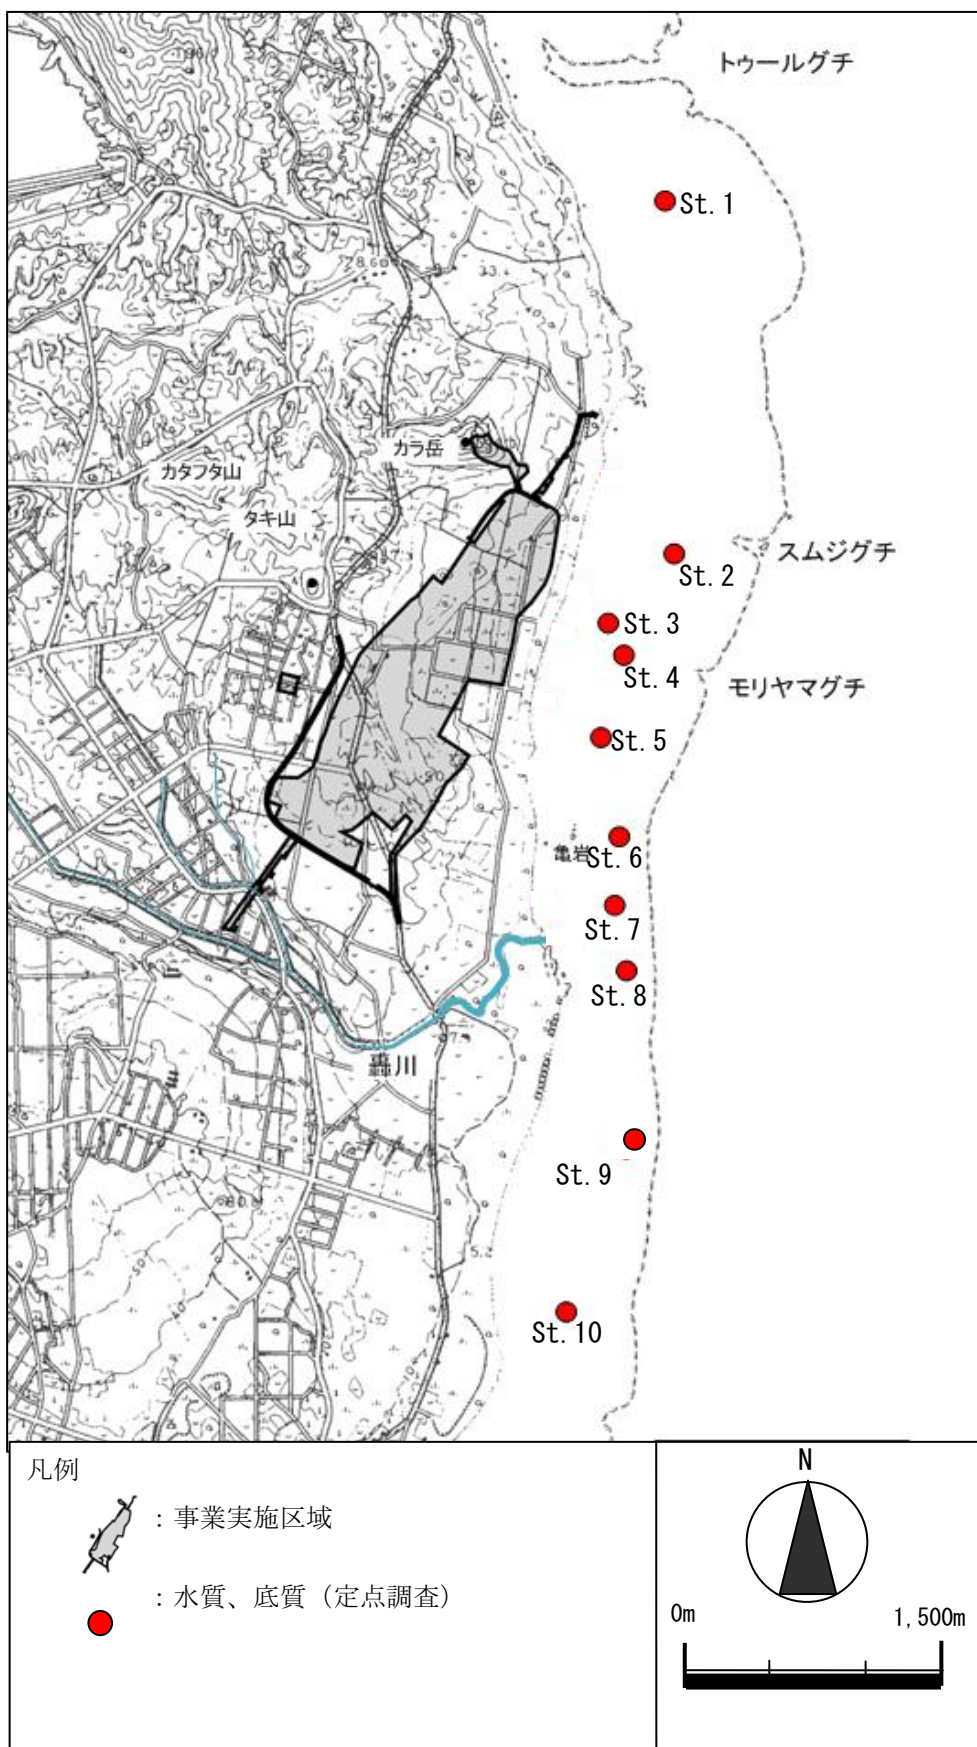 トゥールグチ
St. 1
カラ岳
カタフタ山
タキ山
スムジグチ
St. 2
St. 3
St. 4
モリヤマグチ
St. 5
亀岩
St. 6
St. 7
St. 8
轟川
St. 9
St. 10
凡例
：事業実施区域
：水質、底質（定点調査）
N
0m
1,500m